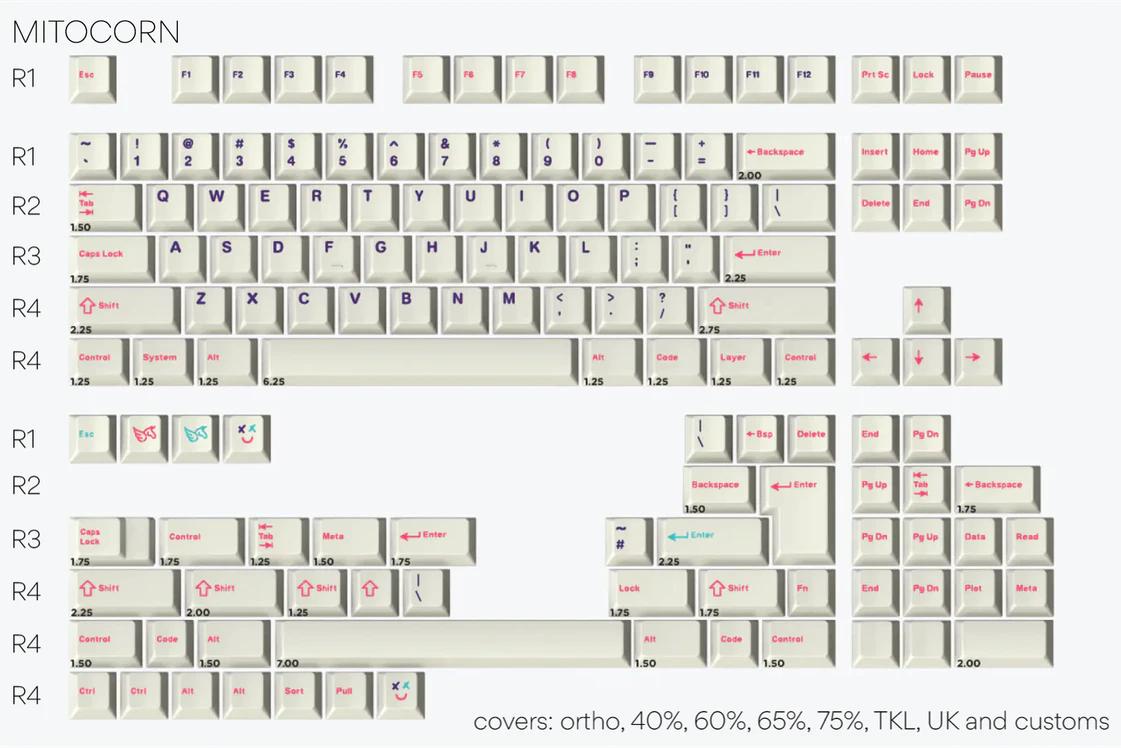 MITOCORN
R1 Esc F1 F2 F3 F4 F5 F6 F7 F8 F9 F10 F11 F12 Prt Sc Lock Pause
R1 ~ ` ! 1 @ 2 # 3 $ 4 % 5 ^ 6 & 7 * 8 ( 9 ) 0 — - + = ←Backspace 2.00 Insert Home Pg Up
R2 Tab 1.50 Q W E R T Y U I O P { [ } ] | \ Delete End Pg Dn
R3 Caps Lock 1.75 A S D F G H J K L : ; " ' Enter 2.25
R4 Shift 2.25 Z X C V B N M < , > . ? / Shift 2.75 ↑
R4 Control 1.25 System 1.25 Alt 1.25 6.25 Alt 1.25 Code 1.25 Layer 1.25 Control 1.25 ← ↓ →
R1 Esc | \ ←Bsp Delete End Pg Dn
R2 Backspace 1.50 Enter Pg Up Tab ←Backspace 1.75
R3 Caps Lock 1.75 Control 1.75 Tab 1.25 Meta 1.50 Enter 1.75 ~ # Enter 2.25 Pg Dn Pg Up Data Read
R4 Shift 2.25 Shift 2.00 Shift 1.25 | \ Lock 1.75 Shift 1.75 Fn End Pg Dn Plot Meta
R4 Control 1.50 Code Alt 1.50 7.00 Alt 1.50 Code Control 1.50 2.00
R4 Ctrl Ctrl Alt Alt Sort Pull
covers: ortho, 40%, 60%, 65%, 75%, TKL, UK and customs